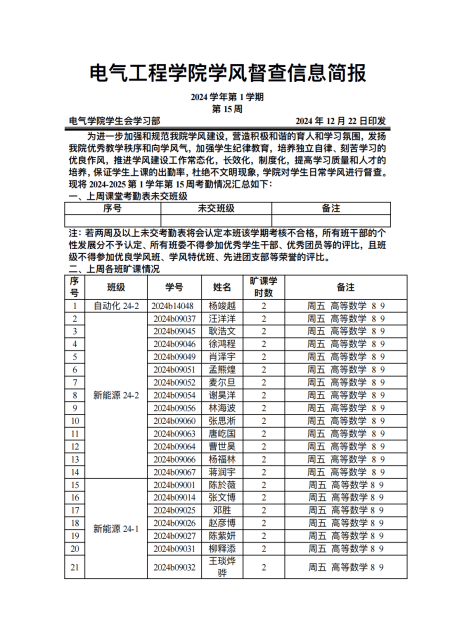 电气工程学院学风督查信息简报
2024 学年第 1 学期
第 15 周
电气学院学生会学习部 2024 年 12 月 22 日印发
为进一步加强和规范我院学风建设，营造积极和谐的育人和学习氛围，发扬
我院优秀教学秩序和向学风气，加强学生纪律教育，培养独立自律、刻苦学习的
优良作风，推进学风建设工作常态化，长效化，制度化，提高学习质量和人才的
培养，保证学生上课的出勤率，杜绝不文明现象，学院对学生日常学风进行督查。
现将 2024-2025 第 1 学年第 15 周考勤情况汇总如下：
一、上周课堂考勤表未交班级
序号 未交班级 备注
注：若两周及以上未交考勤表将会认定本班该学期考核不合格，所有班干部的个
性发展分不予认定、所有班委不得参加优秀学生干部、优秀团员等的评比，且班
级不得参加优良学风班、学风特优班、先进团支部等荣誉的评比。
二、上周各班旷课情况
序号 班级 学号 姓名 旷课学时数 备注
1 自动化 24-2 2024b14048 杨竣越 2 周五 高等数学 8 9
2 2024b09037 汪洋洋 2 周五 高等数学 8 9
3 2024b09045 耿浩文 2 周五 高等数学 8 9
4 2024b09046 徐鸿程 2 周五 高等数学 8 9
5 2024b09049 肖泽宇 2 周五 高等数学 8 9
6 2024b09051 孟熊煌 2 周五 高等数学 8 9
7 2024b09052 麦尔旦 2 周五 高等数学 8 9
8 新能源 24-2 2024b09054 谢昊洋 2 周五 高等数学 8 9
9 2024b09056 林海波 2 周五 高等数学 8 9
10 2024b09060 张思淅 2 周五 高等数学 8 9
11 2024b09063 唐屹国 2 周五 高等数学 8 9
12 2024b09064 曹世昊 2 周五 高等数学 8 9
13 2024b09066 杨福林 2 周五 高等数学 8 9
14 2024b09067 蒋润宇 2 周五 高等数学 8 9
15 2024b09001 陈於薇 2 周五 高等数学 8 9
16 2024b09014 张文博 2 周五 高等数学 8 9
17 2024b09025 邓胜 2 周五 高等数学 8 9
18 新能源 24-1 2024b09026 赵彦博 2 周五 高等数学 8 9
19 2024b09027 陈紫妍 2 周五 高等数学 8 9
20 2024b09031 柳释添 2 周五 高等数学 8 9
21 2024b09032 王琰烨骅 2 周五 高等数学 8 9